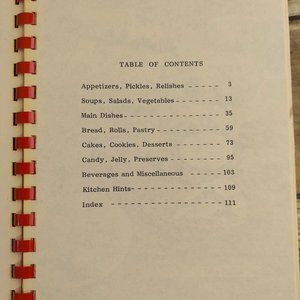 TABLE OF CONTENTS
Appetizers, Pickles, Relishes - - - - - 3
Soups, Salads, Vegetables - - - - - - - 13
Main Dishes - - - - - - - - - - - - - - 35
Bread, Rolls, Pastry - - - - - - - - - - 59
Cakes, Cookies, Desserts - - - - - - - 73
Candy, Jelly, Preserves - - - - - - - - 95
Beverages and Miscellaneous - - - - - 103
Kitchen Hints - - - - - - - - - - - - - 109
Index - - - - - - - - - - - - - - - - 111